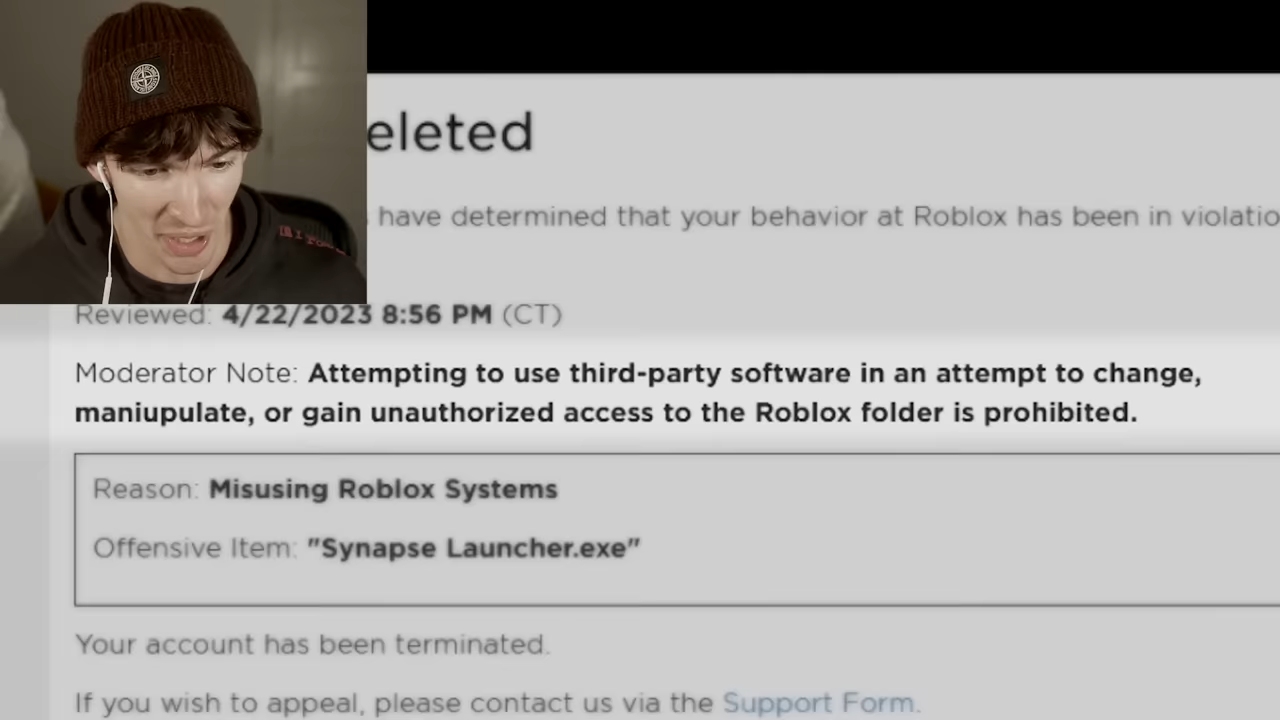 eleted
have determined that your behavior at Roblox has been in violatio
Reviewed: 4/22/2023 8:56 PM (CT)
Moderator Note: Attempting to use third-party software in an attempt to change,
maniupulate, or gain unauthorized access to the Roblox folder is prohibited.
Reason: Misusing Roblox Systems
Offensive Item: "Synapse Launcher.exe"
Your account has been terminated.
If you wish to appeal, please contact us via the Support Form.